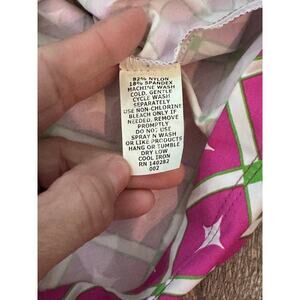 82% NYLON
18% SPANDEX
MACHINE WASH
COLD, GENTLE
CYCLE WASH
SEPARATELY
USE NON-CHLORINE
BLEACH ONLY IF
NEEDED. REMOVE
PROMPTLY
DO NOT USE
SPRAY N WASH
OR LIKE PRODUCTS
HANG OR TUMBLE
DRY LOW
COOL IRON
RN 140282
002